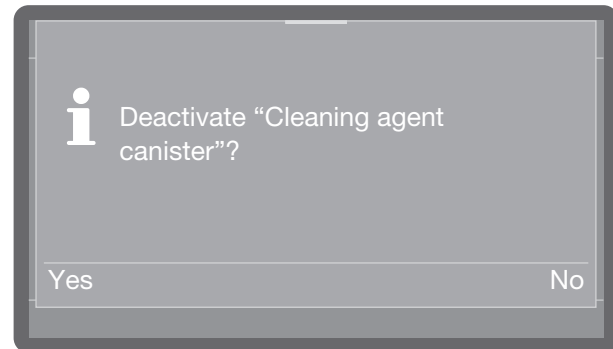 Deactivate “Cleaning agent
canister”?
Yes
No